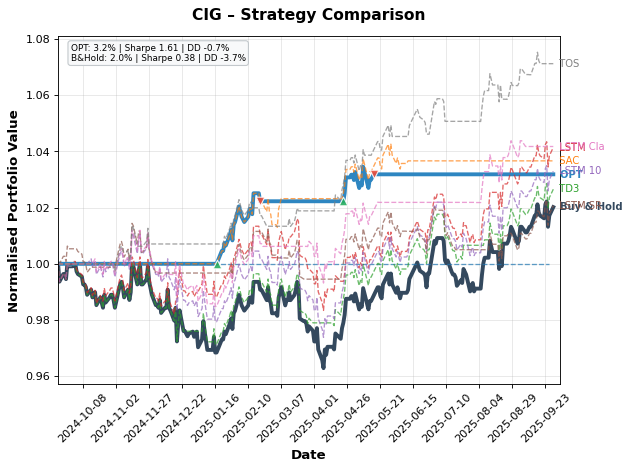 CIG – Strategy Comparison
OPT: 3.2% | Sharpe 1.61 | DD -0.7%
B&Hold: 2.0% | Sharpe 0.38 | DD -3.7%
Normalised Portfolio Value
1.08
1.06
1.04
1.02
1.00
0.98
0.96
TOS
LSTM
Cla
SAC
LSTM 10
OPT
TD3
Buy & Hold
2024-10-08
2024-11-02
2024-11-27
2024-12-22
2025-01-16
2025-02-10
2025-03-07
2025-04-01
2025-04-26
2025-05-21
2025-06-15
2025-07-10
2025-08-04
2025-08-29
2025-09-23
Date